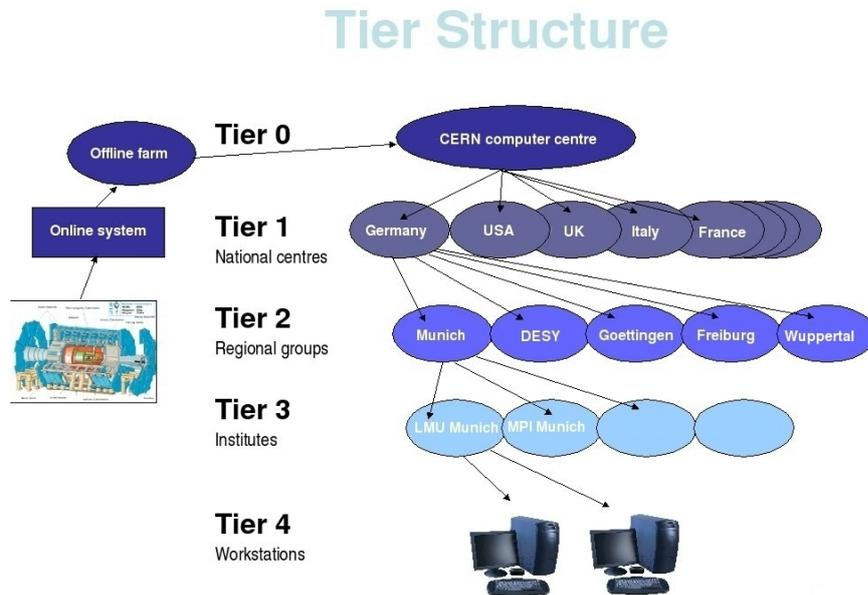 Tier Structure
Offline farm
Tier 0
CERN computer centre
Online system
Tier 1
National centres
Germany
USA
UK
Italy
France
Tier 2
Regional groups
Munich
DESY
Goettingen
Freiburg
Wuppertal
Tier 3
Institutes
LMU Munich
MPI Munich
Tier 4
Workstations